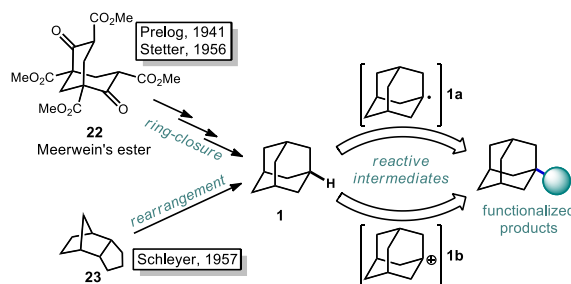 CO₂Me
O
Prelog, 1941
Stetter, 1956
MeO₂C
CO₂Me
MeO₂C
O
22
Meerwein's ester
ring-closure
rearrangement
23
Schleyer, 1957
H
1
1a
reactive
intermediates
⊕
1b
functionalized
products